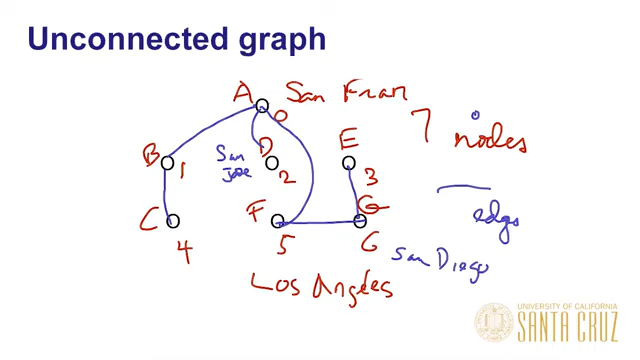 Unconnected graph
A San Fran
0
7 nodes
B
San Jose
D
E
1
2
3
C
F
G
edgs
4
5
6
San Diego
Los Angeles
UNIVERSITY OF CALIFORNIA
SANTA CRUZ